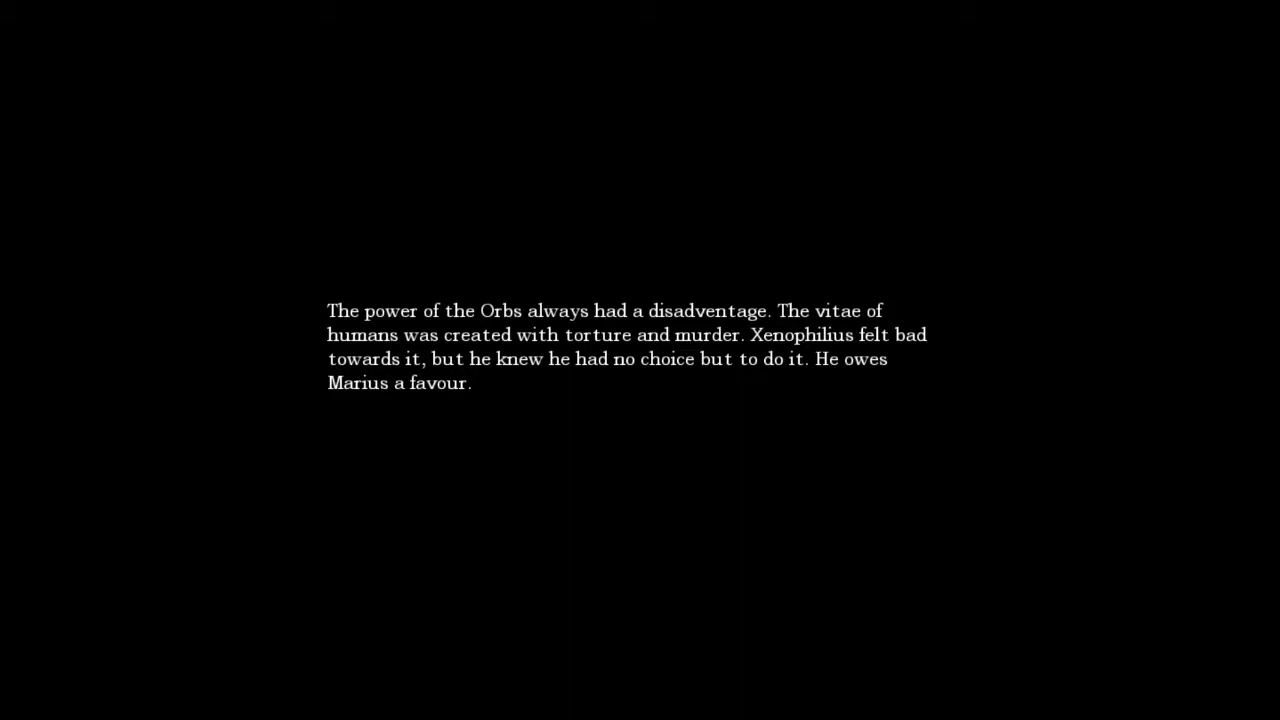 The power of the Orbs always had a disadventage. The vitae of
humans was created with torture and murder. Xenophilius felt bad
towards it, but he knew he had no choice but to do it. He owes
Marius a favour.